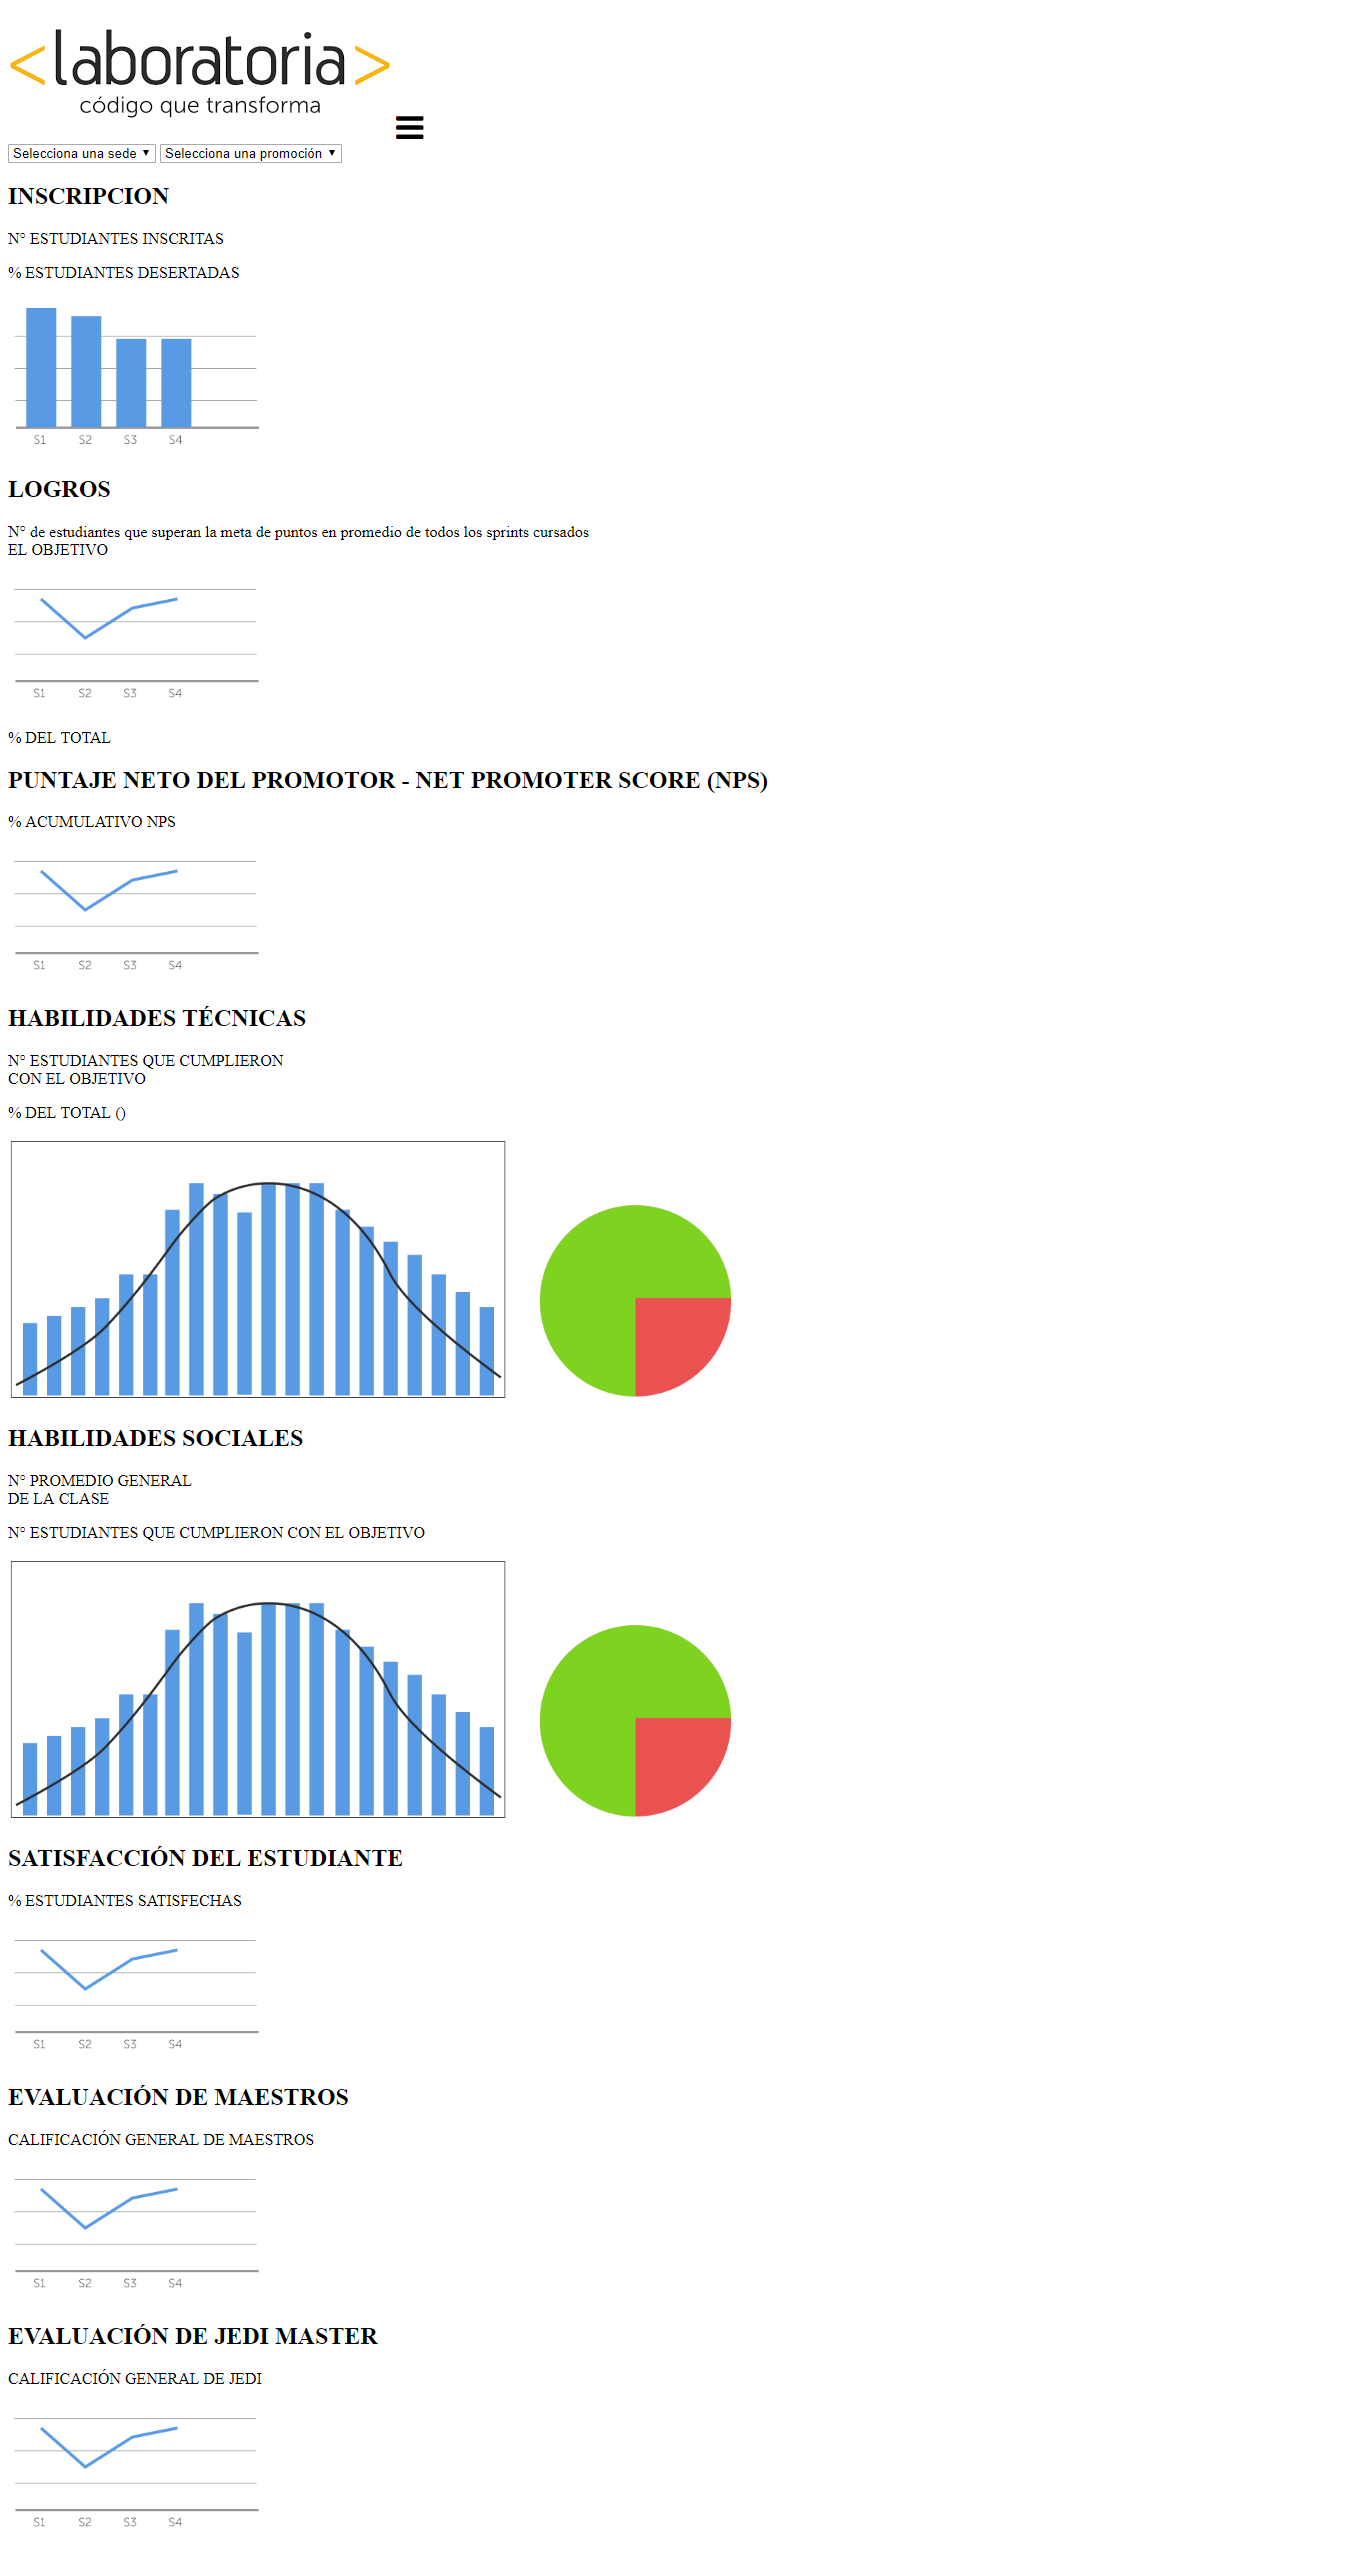 <laboratoria>
código que transforma
Selecciona una sede Selecciona una promoción
INSCRIPCION
N° ESTUDIANTES INSCRITAS
% ESTUDIANTES DESERTADAS
S1 S2 S3 S4
LOGROS
N° de estudiantes que superan la meta de puntos en promedio de todos los sprints cursados
EL OBJETIVO
S1 S2 S3 S4
% DEL TOTAL
PUNTAJE NETO DEL PROMOTOR - NET PROMOTER SCORE (NPS)
% ACUMULATIVO NPS
S1 S2 S3 S4
HABILIDADES TÉCNICAS
N° ESTUDIANTES QUE CUMPLIERON
CON EL OBJETIVO
% DEL TOTAL ()
HABILIDADES SOCIALES
N° PROMEDIO GENERAL
DE LA CLASE
N° ESTUDIANTES QUE CUMPLIERON CON EL OBJETIVO
SATISFACCIÓN DEL ESTUDIANTE
% ESTUDIANTES SATISFECHAS
S1 S2 S3 S4
EVALUACIÓN DE MAESTROS
CALIFICACIÓN GENERAL DE MAESTROS
S1 S2 S3 S4
EVALUACIÓN DE JEDI MASTER
CALIFICACIÓN GENERAL DE JEDI
S1 S2 S3 S4